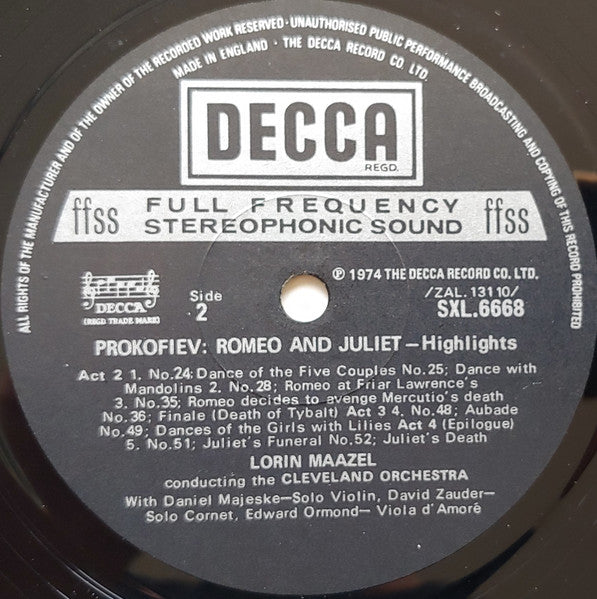 ALL RIGHTS OF THE MANUFACTURER AND OF THE OWNER OF THE RECORDED WORK RESERVED · UNAUTHORISED PUBLIC PERFORMANCE BROADCASTING AND COPYING OF THIS RECORD PROHIBITED
MADE IN ENGLAND · THE DECCA RECORD CO. LTD.
DECCA
REGD.
ffss FULL FREQUENCY ffss
STEREOPHONIC SOUND
℗ 1974 THE DECCA RECORD CO. LTD.
DECCA
(REGD TRADE MARK)
Side
2
/ZAL.13110/
SXL.6668
PROKOFIEV: ROMEO AND JULIET—Highlights
Act 2 1. No.24; Dance of the Five Couples No.25; Dance with
Mandolins 2. No.28; Romeo at Friar Lawrence's
3. No.35; Romeo decides to avenge Mercutio's death
No.36; Finale (Death of Tybalt) Act 3 4. No.48; Aubade
No.49; Dances of the Girls with Lilies Act 4 (Epilogue)
5. No.51; Juliet's Funeral No.52; Juliet's Death
LORIN MAAZEL
conducting the CLEVELAND ORCHESTRA
With Daniel Majeske—Solo Violin, David Zauder—
Solo Cornet, Edward Ormond— Viola d'Amoré